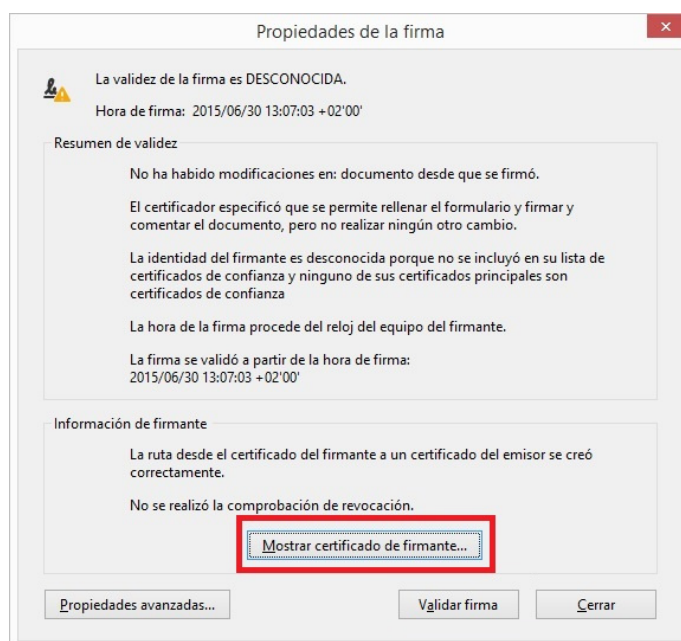 Propiedades de la firma
La validez de la firma es DESCONOCIDA.
Hora de firma: 2015/06/30 13:07:03 +02'00'
Resumen de validez
No ha habido modificaciones en: documento desde que se firmó.
El certificador especificó que se permite rellenar el formulario y firmar y
comentar el documento, pero no realizar ningún otro cambio.
La identidad del firmante es desconocida porque no se incluyó en su lista de
certificados de confianza y ninguno de sus certificados principales son
certificados de confianza
La hora de la firma procede del reloj del equipo del firmante.
La firma se validó a partir de la hora de firma:
2015/06/30 13:07:03 +02'00'
Información de firmante
La ruta desde el certificado del firmante a un certificado del emisor se creó
correctamente.
No se realizó la comprobación de revocación.
Mostrar certificado de firmante...
Propiedades avanzadas...
Validar firma
Cerrar